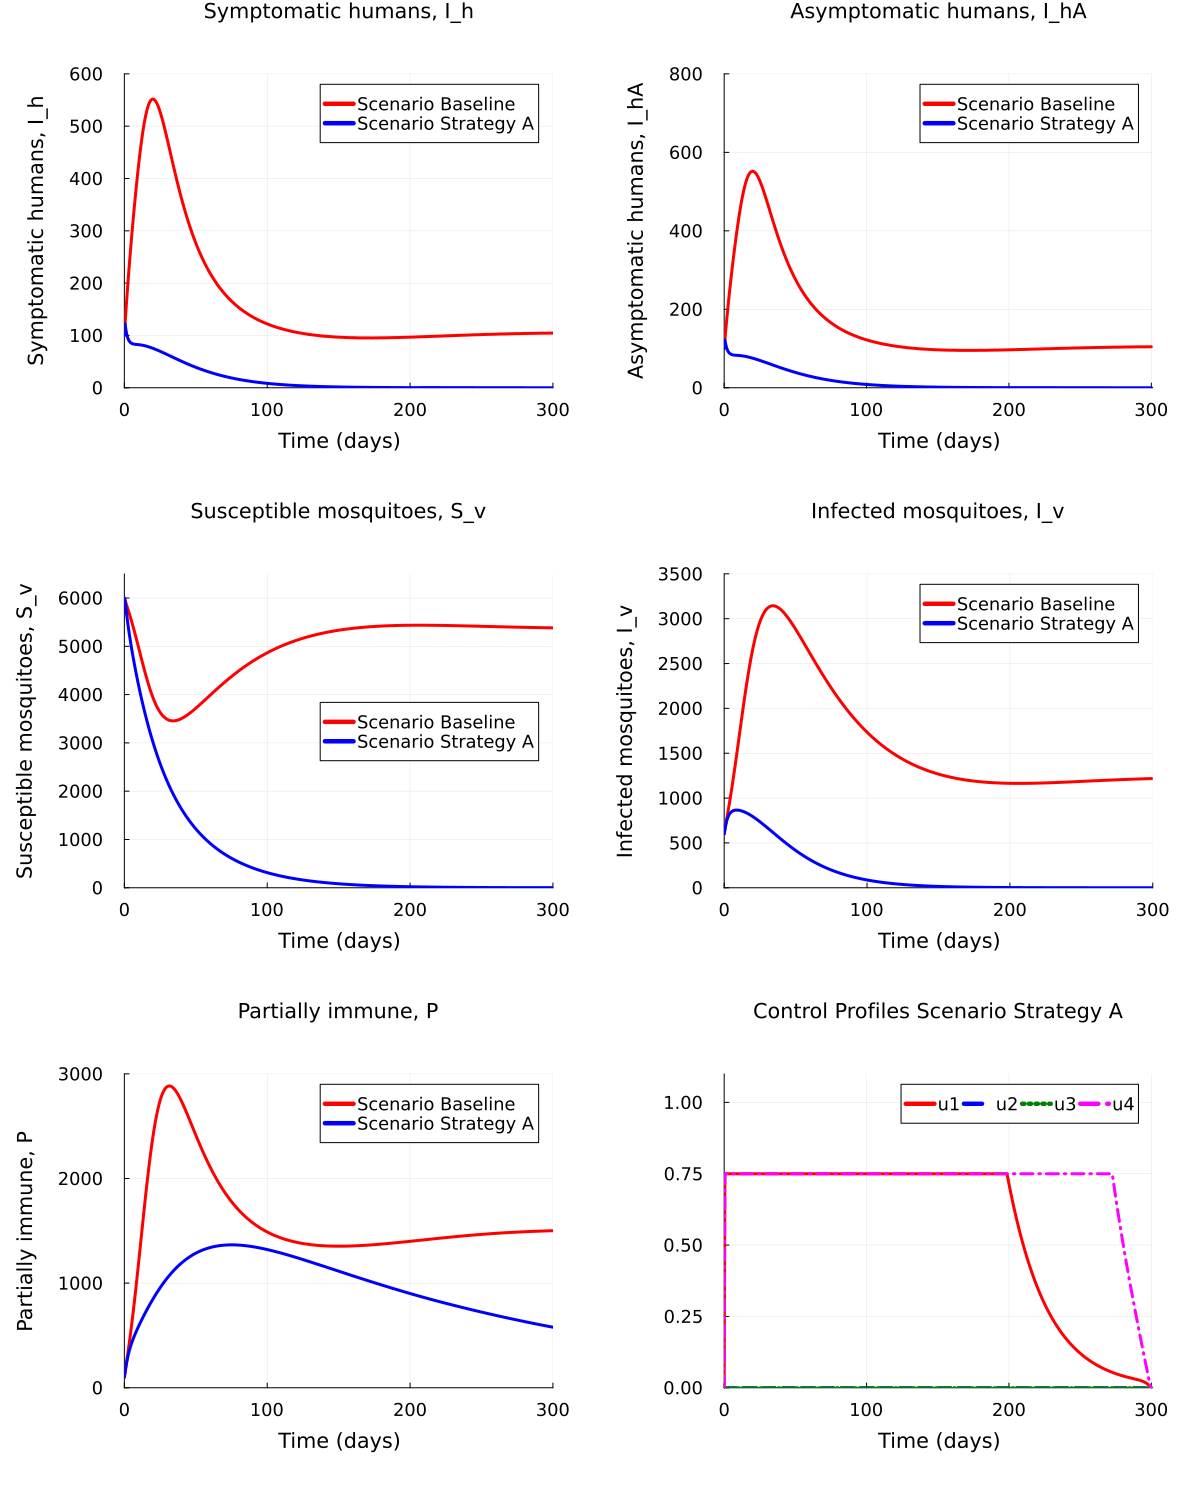 Symptomatic humans, I_h
Symptomatic humans, I_h
600
500
400
300
200
100
0
Scenario Baseline
Scenario Strategy A
0 100 200 300
Time (days)
Asymptomatic humans, I_hA
Asymptomatic humans, I_hA
800
600
400
200
0
Scenario Baseline
Scenario Strategy A
0 100 200 300
Time (days)
Susceptible mosquitoes, S_v
Susceptible mosquitoes, S_v
6000
5000
4000
3000
2000
1000
0
Scenario Baseline
Scenario Strategy A
0 100 200 300
Time (days)
Infected mosquitoes, I_v
Infected mosquitoes, I_v
3500
3000
2500
2000
1500
1000
500
0
Scenario Baseline
Scenario Strategy A
0 100 200 300
Time (days)
Partially immune, P
Partially immune, P
3000
2000
1000
0
Scenario Baseline
Scenario Strategy A
0 100 200 300
Time (days)
Control Profiles Scenario Strategy A
1.00
0.75
0.50
0.25
0.00
u1 u2 u3 u4
0 100 200 300
Time (days)